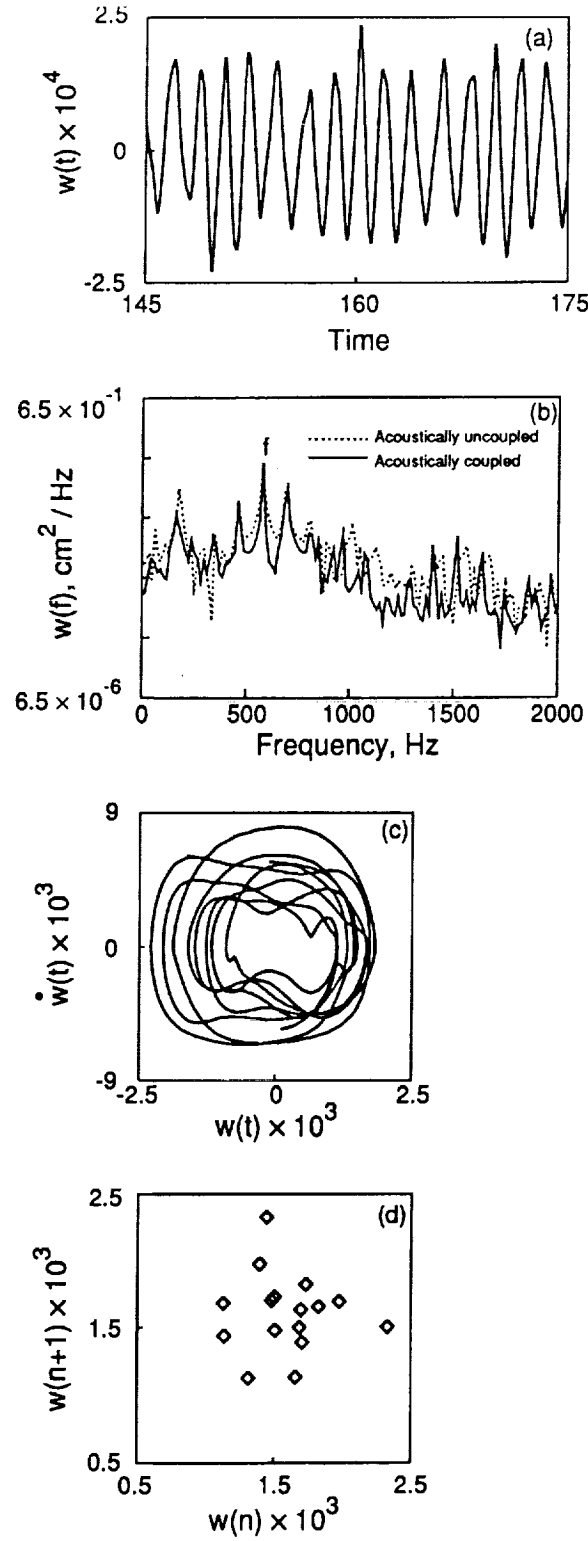 (a)
2.5
0
-2.5
w(t) × 10⁴
145 160 175
Time
(b)
6.5 × 10⁻¹
6.5 × 10⁻⁶
w(f), cm² / Hz
f
Acoustically uncoupled
Acoustically coupled
0 500 1000 1500 2000
Frequency, Hz
(c)
9
0
-9
ẇ(t) × 10³
-2.5 0 2.5
w(t) × 10³
(d)
2.5
1.5
0.5
w(n+1) × 10³
0.5 1.5 2.5
w(n) × 10³